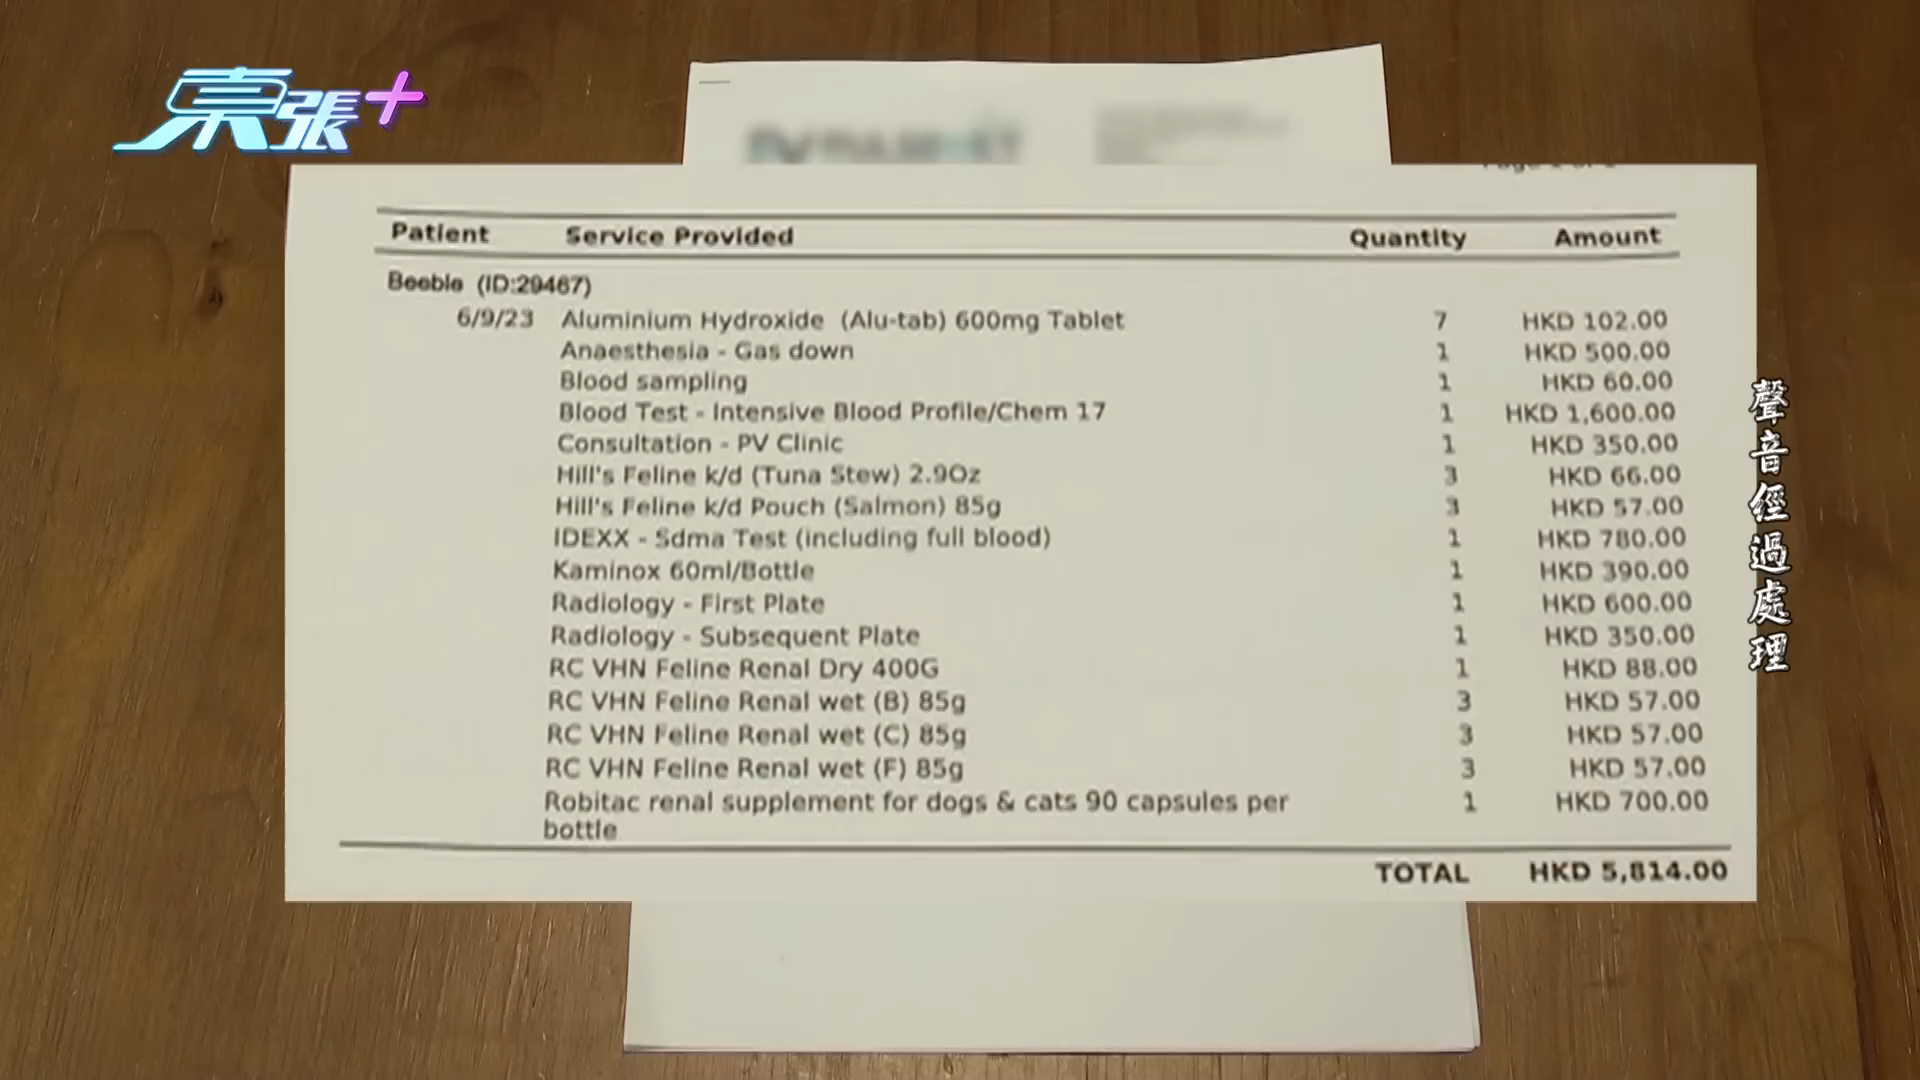 東張+
Patient Service Provided Quantity Amount
Beeble (ID:29467)
6/9/23 Aluminium Hydroxide (Alu-tab) 600mg Tablet 7 HKD 102.00
Anaesthesia - Gas down 1 HKD 500.00
Blood sampling 1 HKD 60.00
Blood Test - Intensive Blood Profile/Chem 17 1 HKD 1,600.00
Consultation - PV Clinic 1 HKD 350.00
Hill's Feline k/d (Tuna Stew) 2.9Oz 3 HKD 66.00
Hill's Feline k/d Pouch (Salmon) 85g 3 HKD 57.00
IDEXX - Sdma Test (including full blood) 1 HKD 780.00
Kaminox 60ml/Bottle 1 HKD 390.00
Radiology - First Plate 1 HKD 600.00
Radiology - Subsequent Plate 1 HKD 350.00
RC VHN Feline Renal Dry 400G 1 HKD 88.00
RC VHN Feline Renal wet (B) 85g 3 HKD 57.00
RC VHN Feline Renal wet (C) 85g 3 HKD 57.00
RC VHN Feline Renal wet (F) 85g 3 HKD 57.00
Robitac renal supplement for dogs & cats 90 capsules per 1 HKD 700.00
bottle
TOTAL HKD 5,814.00
聲音經過處理